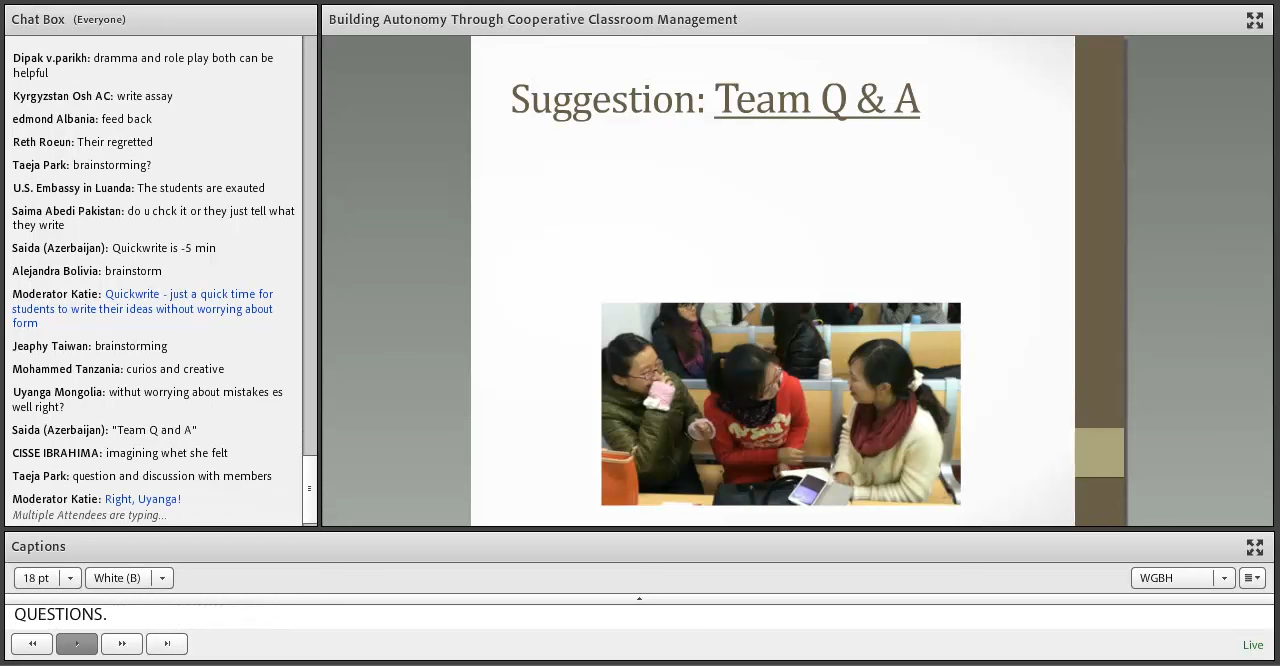 Chat Box (Everyone)
Dipak v.parikh: dramma and role play both can be
helpful
Kyrgyzstan Osh AC: write assay
edmond Albania: feed back
Reth Roeun: Their regretted
Taeja Park: brainstorming?
U.S. Embassy in Luanda: The students are exauted
Saima Abedi Pakistan: do u chck it or they just tell what
they write
Saida (Azerbaijan): Quickwrite is -5 min
Alejandra Bolivia: brainstorm
Moderator Katie: Quickwrite - just a quick time for
students to write their ideas without worrying about
form
Jeaphy Taiwan: brainstorming
Mohammed Tanzania: curios and creative
Uyanga Mongolia: withut worrying about mistakes es
well right?
Saida (Azerbaijan): "Team Q and A"
CISSE IBRAHIMA: imagining whet she felt
Taeja Park: question and discussion with members
Moderator Katie: Right, Uyanga!
Multiple Attendees are typing...
Building Autonomy Through Cooperative Classroom Management
Suggestion: Team Q & A
Captions
18 pt
White (B)
WGBH
QUESTIONS.
Live